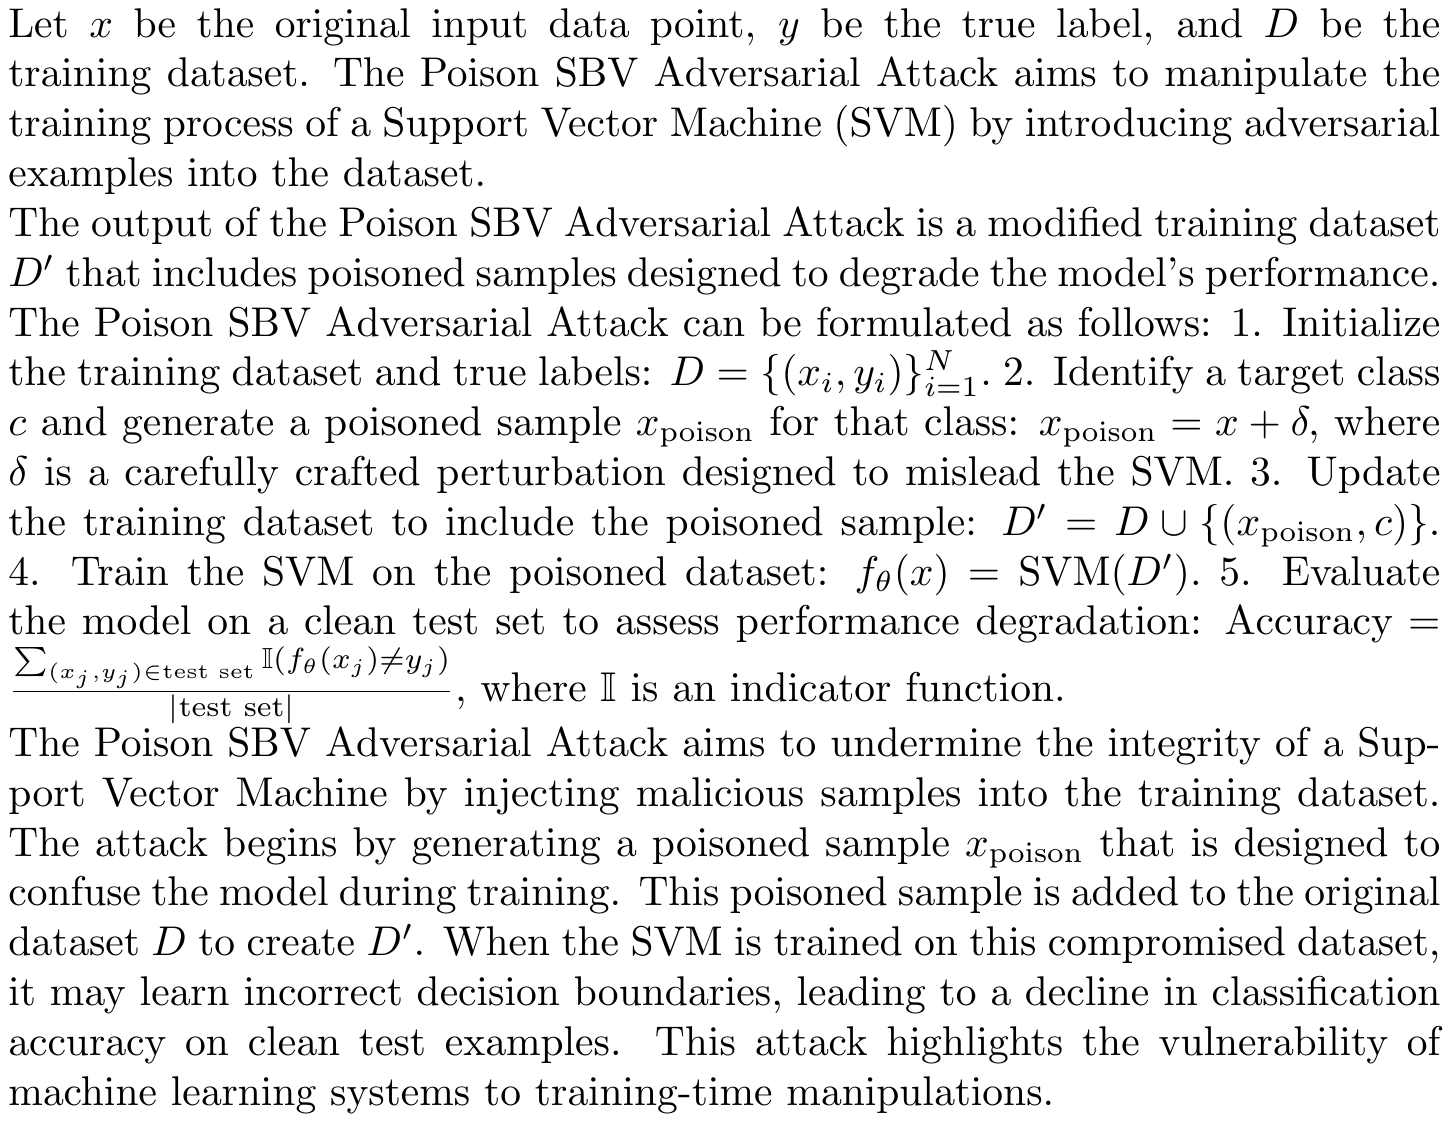 Let x be the original input data point, y be the true label, and D be the
training dataset. The Poison SBV Adversarial Attack aims to manipulate the
training process of a Support Vector Machine (SVM) by introducing adversarial
examples into the dataset.
The output of the Poison SBV Adversarial Attack is a modified training dataset
D′ that includes poisoned samples designed to degrade the model's performance.
The Poison SBV Adversarial Attack can be formulated as follows: 1. Initialize
the training dataset and true labels: $D = \{(x_i, y_i)\}_{i=1}^{N}$. 2. Identify a target class
c and generate a poisoned sample $x_{\text{poison}}$ for that class: $x_{\text{poison}} = x + \delta$, where
δ is a carefully crafted perturbation designed to mislead the SVM. 3. Update
the training dataset to include the poisoned sample: $D' = D \cup \{(x_{\text{poison}}, c)\}$.
4. Train the SVM on the poisoned dataset: $f_\theta(x) = \text{SVM}(D')$. 5. Evaluate
the model on a clean test set to assess performance degradation: Accuracy =
$\frac{\sum_{(x_j, y_j) \in \text{test set}} \mathbb{I}(f_\theta(x_j) \neq y_j)}{|\text{test set}|}$, where $\mathbb{I}$ is an indicator function.
The Poison SBV Adversarial Attack aims to undermine the integrity of a Sup-
port Vector Machine by injecting malicious samples into the training dataset.
The attack begins by generating a poisoned sample $x_{\text{poison}}$ that is designed to
confuse the model during training. This poisoned sample is added to the original
dataset D to create D′. When the SVM is trained on this compromised dataset,
it may learn incorrect decision boundaries, leading to a decline in classification
accuracy on clean test examples. This attack highlights the vulnerability of
machine learning systems to training-time manipulations.